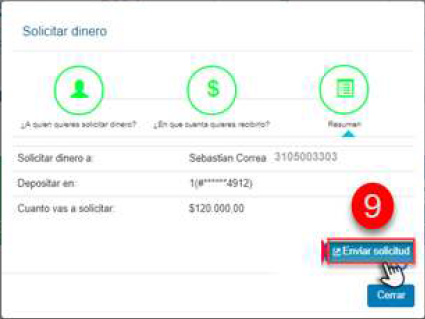 Solicitar dinero
$
¿A quien quieres solicitar dinero?
¿En que cuenta quieres recibirlo?
Resumen
Solicitar dinero a: Sebastian Correa 3105003303
Depositar en: 1(#******4912)
Cuanto vas a solicitar: $120.000.00
9
Enviar solicitud
Cerrar